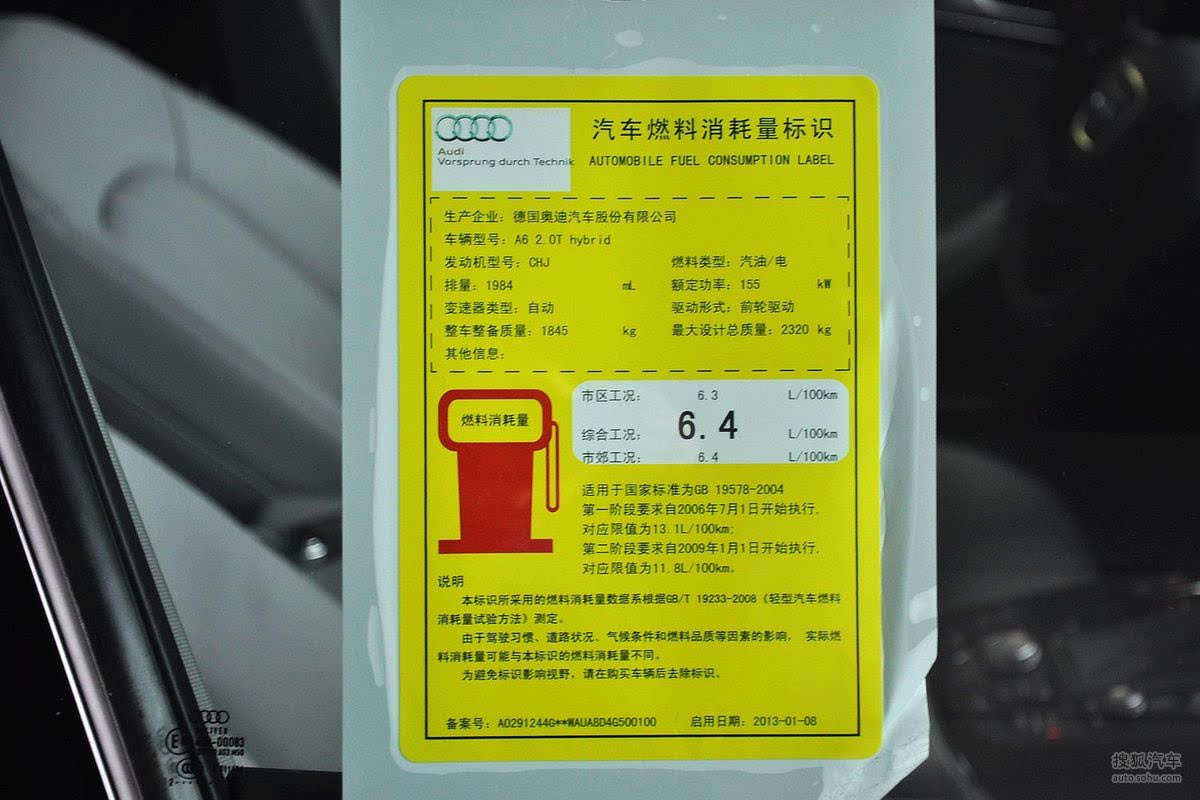 Audi
Vorsprung durch Technik
汽车燃料消耗量标识
AUTOMOBILE FUEL CONSUMPTION LABEL
生产企业：德国奥迪汽车股份有限公司
车辆型号：A6 2.0T hybrid
发动机型号：CHJ 燃料类型：汽油/电
排量：1984 mL 额定功率：155 kW
变速器类型：自动 驱动形式：前轮驱动
整车整备质量：1845 kg 最大设计总质量：2320 kg
其他信息：
燃料消耗量
市区工况： 6.3 L/100km
综合工况： 6.4 L/100km
市郊工况： 6.4 L/100km
适用于国家标准为GB 19578-2004
第一阶段要求自2006年7月1日开始执行，
对应限值为13.1L/100km;
第二阶段要求自2009年1月1日开始执行，
对应限值为11.8L/100km。
说明
本标识所采用的燃料消耗量数据系根据GB/T 19233-2008《轻型汽车燃料
消耗量试验方法》测定。
由于驾驶习惯、道路状况、气候条件和燃料品质等因素的影响， 实际燃
料消耗量可能与本标识的燃料消耗量不同。
为避免标识影响视野，请在购买车辆后去除标识。
备案号：A0291244G**WAUA8D4G500100 启用日期：2013-01-08
搜狐汽车
auto.sohu.com